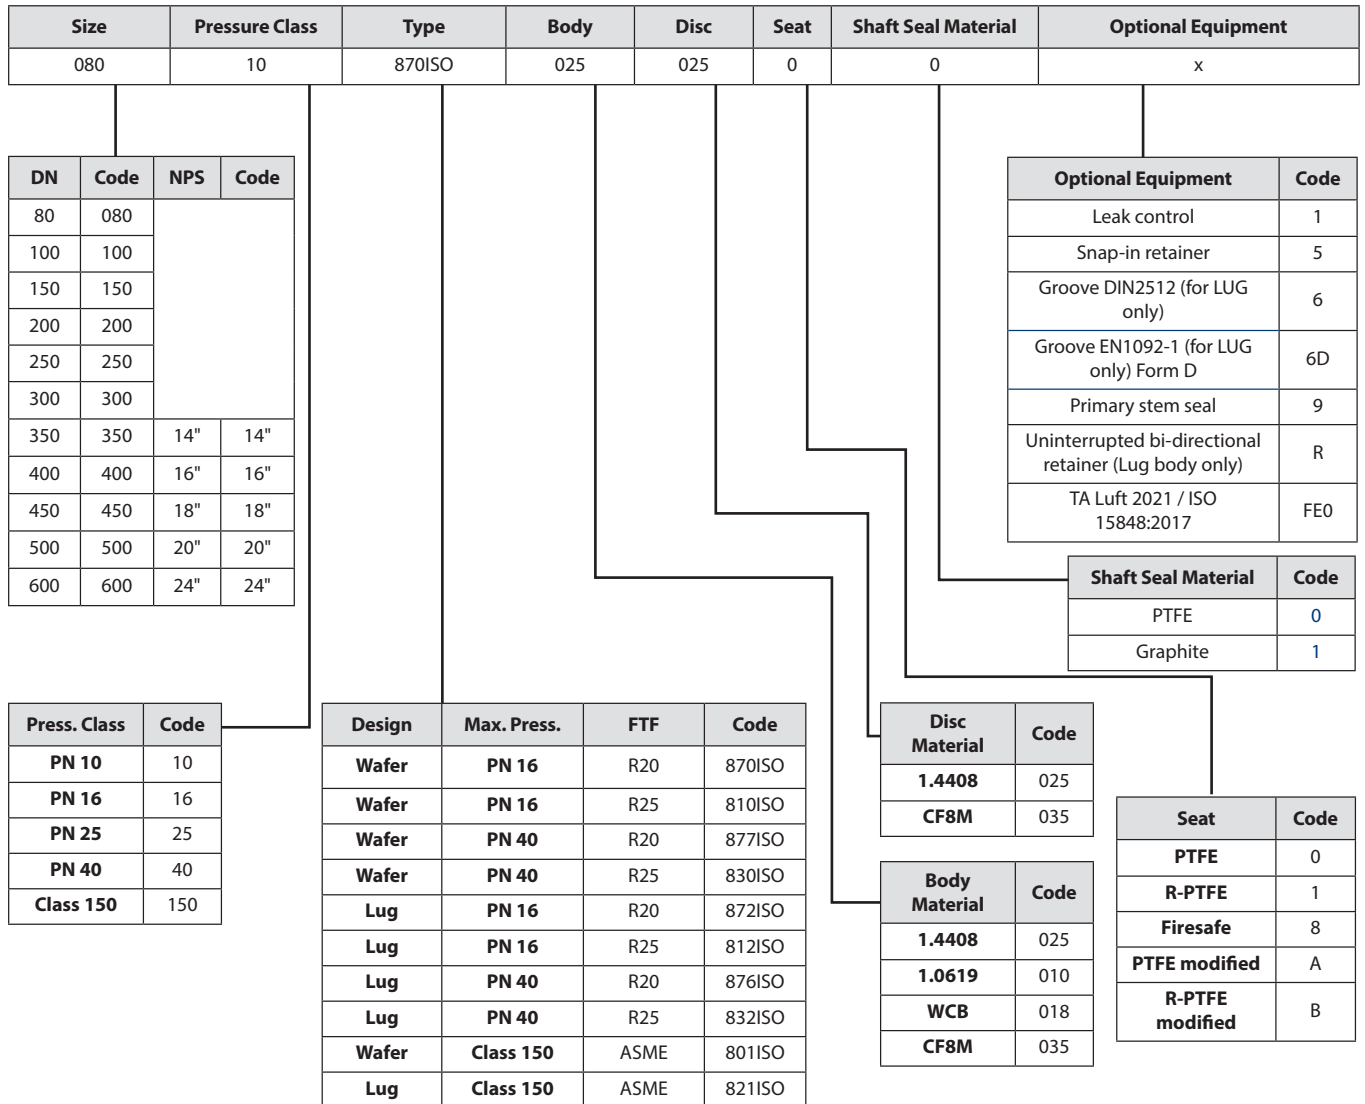 Size Pressure Class Type Body Disc Seat Shaft Seal Material Optional Equipment
080 10 870ISO 025 025 0 0 x
DN Code NPS Code
80 080
100 100
150 150
200 200
250 250
300 300
350 350 14" 14"
400 400 16" 16"
450 450 18" 18"
500 500 20" 20"
600 600 24" 24"
Optional Equipment Code
Leak control 1
Snap-in retainer 5
Groove DIN2512 (for LUG
only) 6
Groove EN1092-1 (for LUG
only) Form D 6D
Primary stem seal 9
Uninterrupted bi-directional
retainer (Lug body only) R
TA Luft 2021 / ISO
15848:2017 FE0
Shaft Seal Material Code
PTFE 0
Graphite 1
Press. Class Code
PN 10 10
PN 16 16
PN 25 25
PN 40 40
Class 150 150
Design Max. Press. FTF Code
Wafer PN 16 R20 870ISO
Wafer PN 16 R25 810ISO
Wafer PN 40 R20 877ISO
Wafer PN 40 R25 830ISO
Lug PN 16 R20 872ISO
Lug PN 16 R25 812ISO
Lug PN 40 R20 876ISO
Lug PN 40 R25 832ISO
Wafer Class 150 ASME 801ISO
Lug Class 150 ASME 821ISO
Disc
Material Code
1.4408 025
CF8M 035
Body
Material Code
1.4408 025
1.0619 010
WCB 018
CF8M 035
Seat Code
PTFE 0
R-PTFE 1
Firesafe 8
PTFE modified A
R-PTFE
modified B